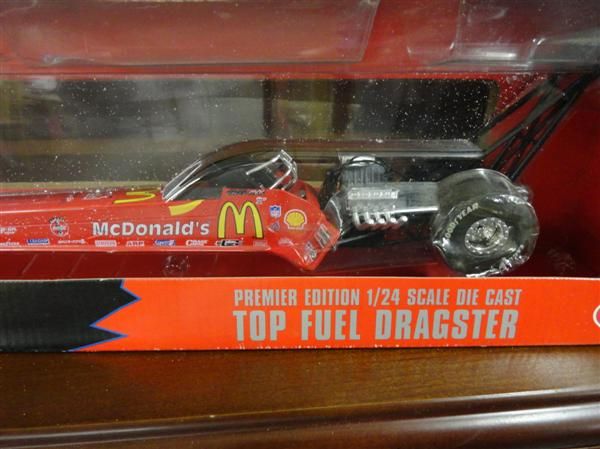 McDonald's
GOODYEAR
PREMIER EDITION 1/24 SCALE DIE CAST
TOP FUEL DRAGSTER